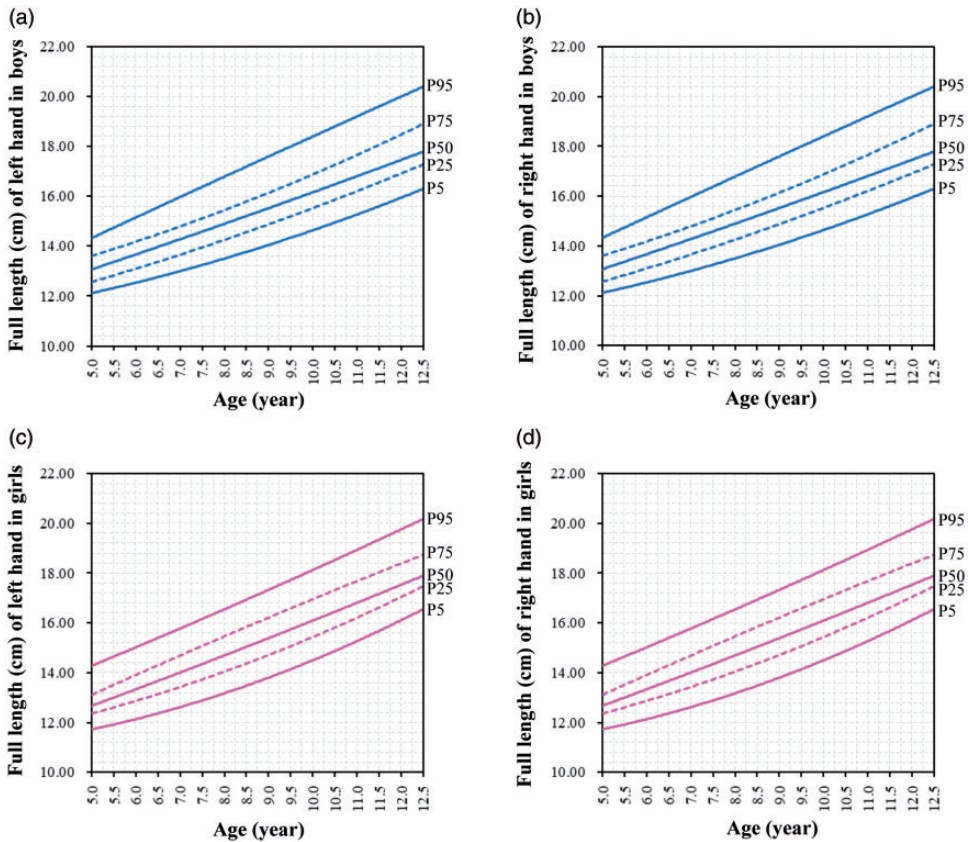 (a)
Full length (cm) of left hand in boys
22.00
20.00
18.00
16.00
14.00
12.00
10.00
P95
P75
P50
P25
P5
5.0 5.5 6.0 6.5 7.0 7.5 8.0 8.5 9.0 9.5 10.0 10.5 11.0 11.5 12.0 12.5
Age (year)
(b)
Full length (cm) of right hand in boys
22.00
20.00
18.00
16.00
14.00
12.00
10.00
P95
P75
P50
P25
P5
5.0 5.5 6.0 6.5 7.0 7.5 8.0 8.5 9.0 9.5 10.0 10.5 11.0 11.5 12.0 12.5
Age (year)
(c)
Full length (cm) of left hand in girls
22.00
20.00
18.00
16.00
14.00
12.00
10.00
P95
P75
P50
P25
P5
5.0 5.5 6.0 6.5 7.0 7.5 8.0 8.5 9.0 9.5 10.0 10.5 11.0 11.5 12.0 12.5
Age (year)
(d)
Full length (cm) of right hand in girls
22.00
20.00
18.00
16.00
14.00
12.00
10.00
P95
P75
P50
P25
P5
5.0 5.5 6.0 6.5 7.0 7.5 8.0 8.5 9.0 9.5 10.0 10.5 11.0 11.5 12.0 12.5
Age (year)